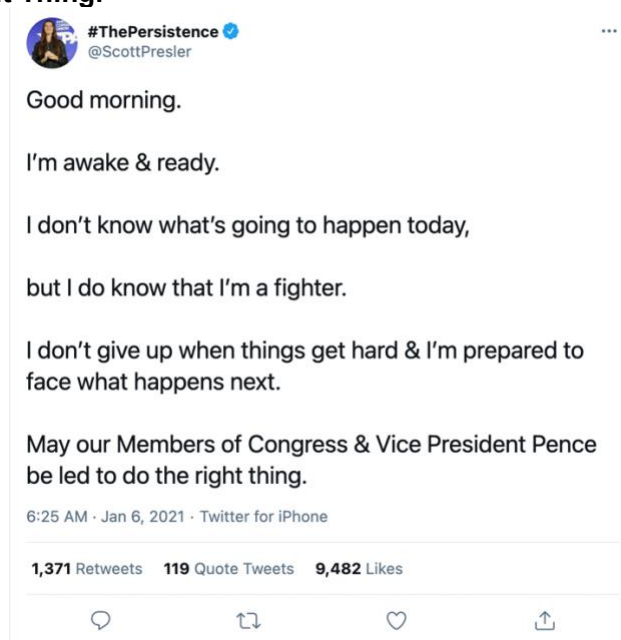 #ThePersistence
@ScottPresler
Good morning.
I'm awake & ready.
I don't know what's going to happen today,
but I do know that I'm a fighter.
I don't give up when things get hard & I'm prepared to
face what happens next.
May our Members of Congress & Vice President Pence
be led to do the right thing.
6:25 AM · Jan 6, 2021 · Twitter for iPhone
1,371 Retweets 119 Quote Tweets 9,482 Likes